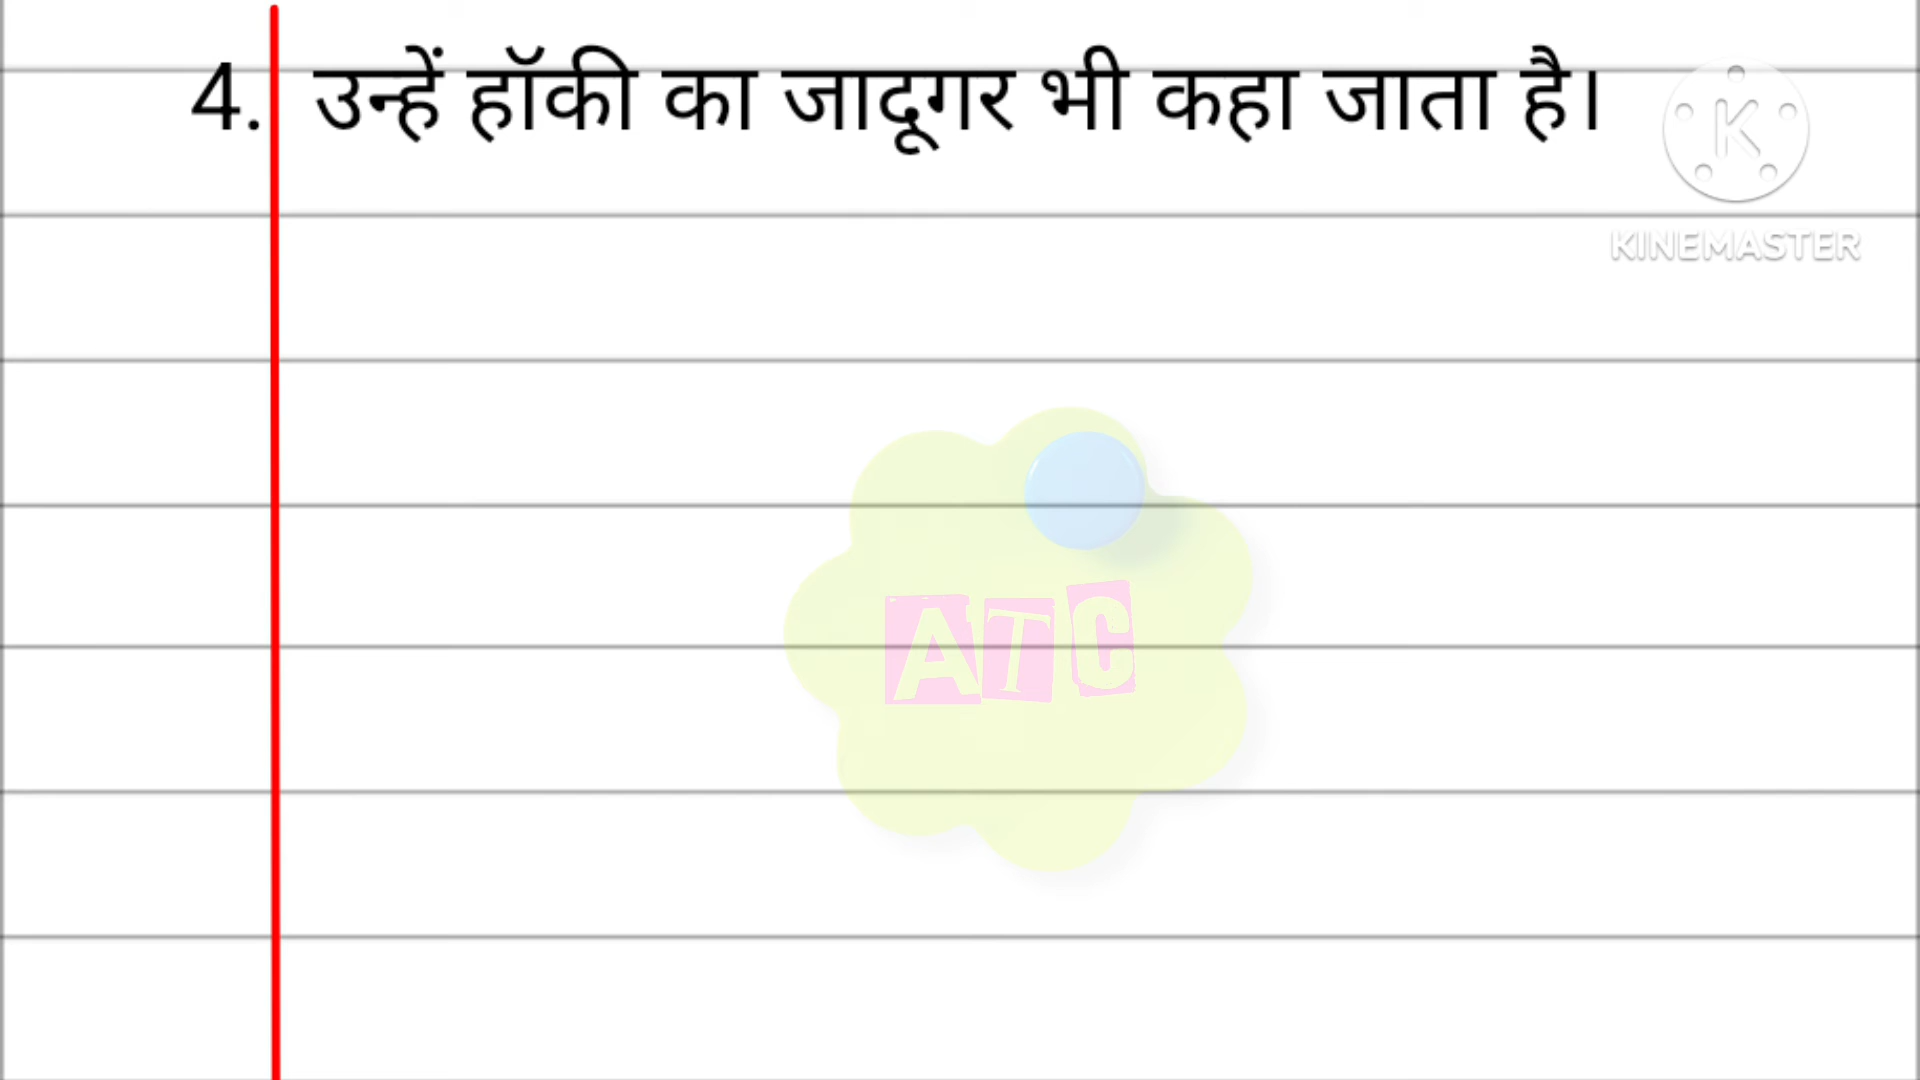 4. उन्हें हॉकी का जादूगर भी कहा जाता है।
K
KINEMASTER
ATC